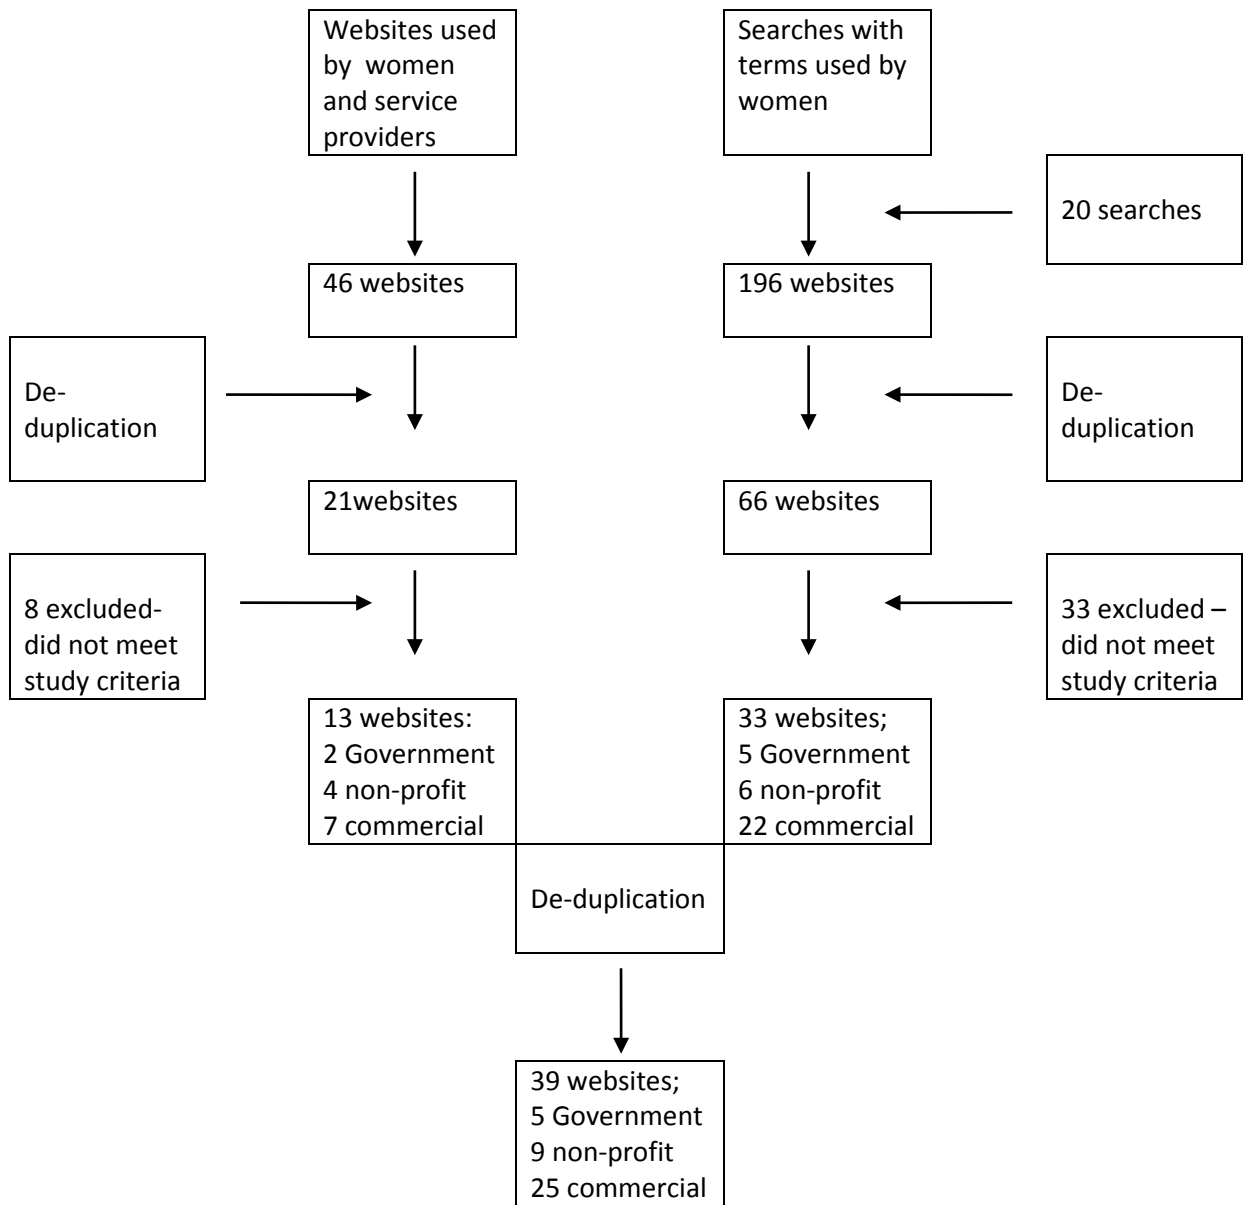 Websites used
by women
and service
providers
Searches with
terms used by
women
20 searches
46 websites
196 websites
De-
duplication
De-
duplication
21websites
66 websites
8 excluded-
did not meet
study criteria
33 excluded –
did not meet
study criteria
13 websites:
2 Government
4 non-profit
7 commercial
33 websites;
5 Government
6 non-profit
22 commercial
De-duplication
39 websites;
5 Government
9 non-profit
25 commercial